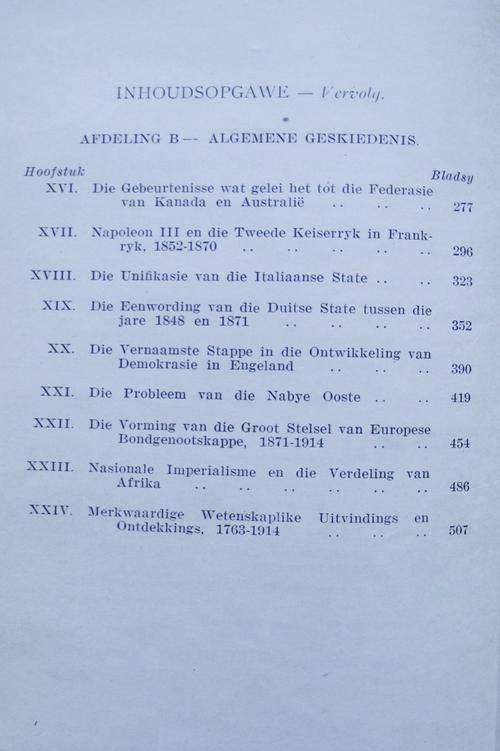 INHOUDSOPGAWE — Vervolg.
AFDELING B — ALGEMENE GESKIEDENIS.
Hoofstuk Bladsy
XVI. Die Gebeurtenisse wat gelei het tot die Federasie
van Kanada en Australië .. .. .. 277
XVII. Napoleon III en die Tweede Keiserryk in Frank-
ryk, 1852-1870 .. .. .. .. .. 296
XVIII. Die Unifikasie van die Italiaanse State .. .. 323
XIX. Die Eenwording van die Duitse State tussen die
jare 1848 en 1871 .. .. .. .. 352
XX. Die Vernaamste Stappe in die Ontwikkeling van
Demokrasie in Engeland .. .. .. 390
XXI. Die Probleem van die Nabye Ooste .. .. 419
XXII. Die Vorming van die Groot Stelsel van Europese
Bondgenootskappe, 1871-1914 .. .. 454
XXIII. Nasionale Imperialisme en die Verdeling van
Afrika .. .. .. .. .. .. 486
XXIV. Merkwaardige Wetenskaplike Uitvindings en
Ontdekkings, 1763-1914 .. .. .. 507